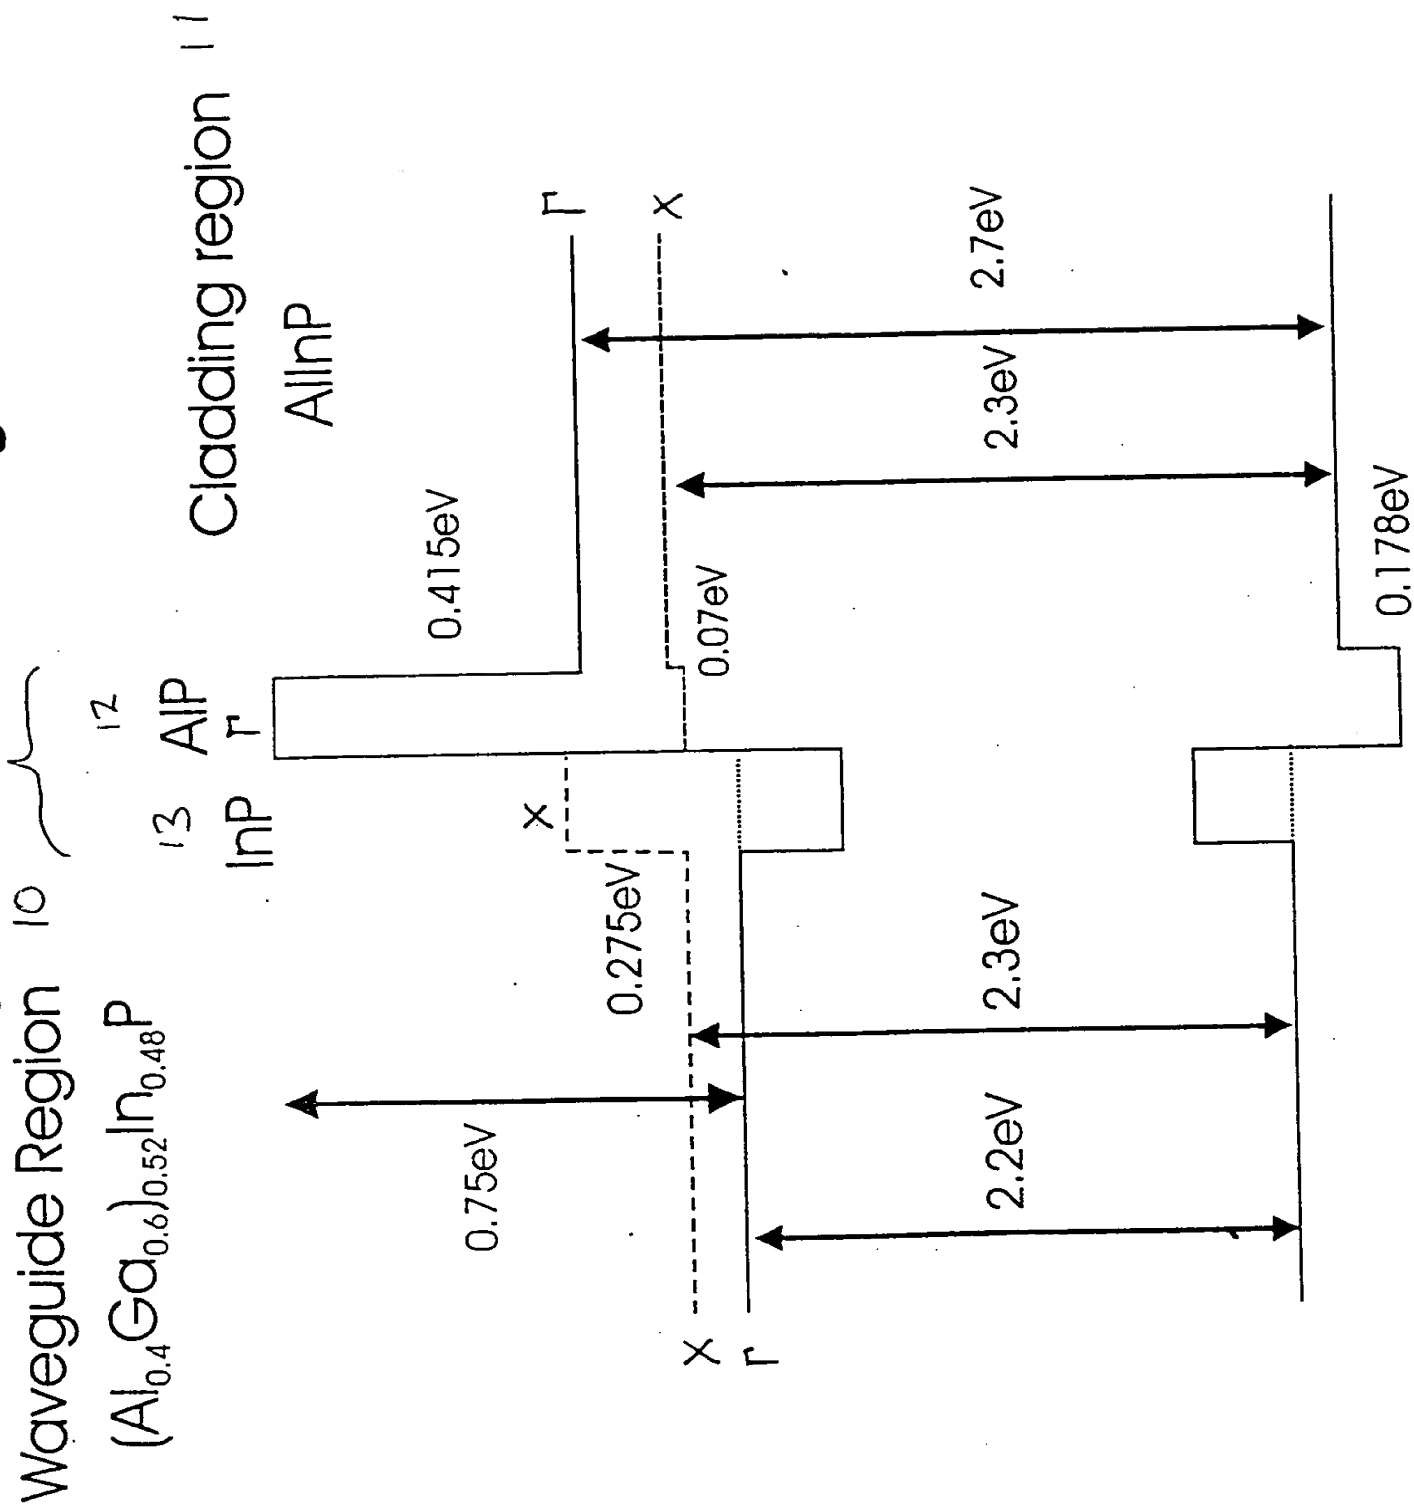 Waveguide Region 10
(Al0.4Ga0.6)0.52In0.48P
13
InP
12
AlP
Γ
Cladding region 11
AlInP
X
0.415eV
0.75eV
0.275eV
0.07eV
X
Γ
Γ
X
2.2eV
2.3eV
2.3eV
2.7eV
0.178eV